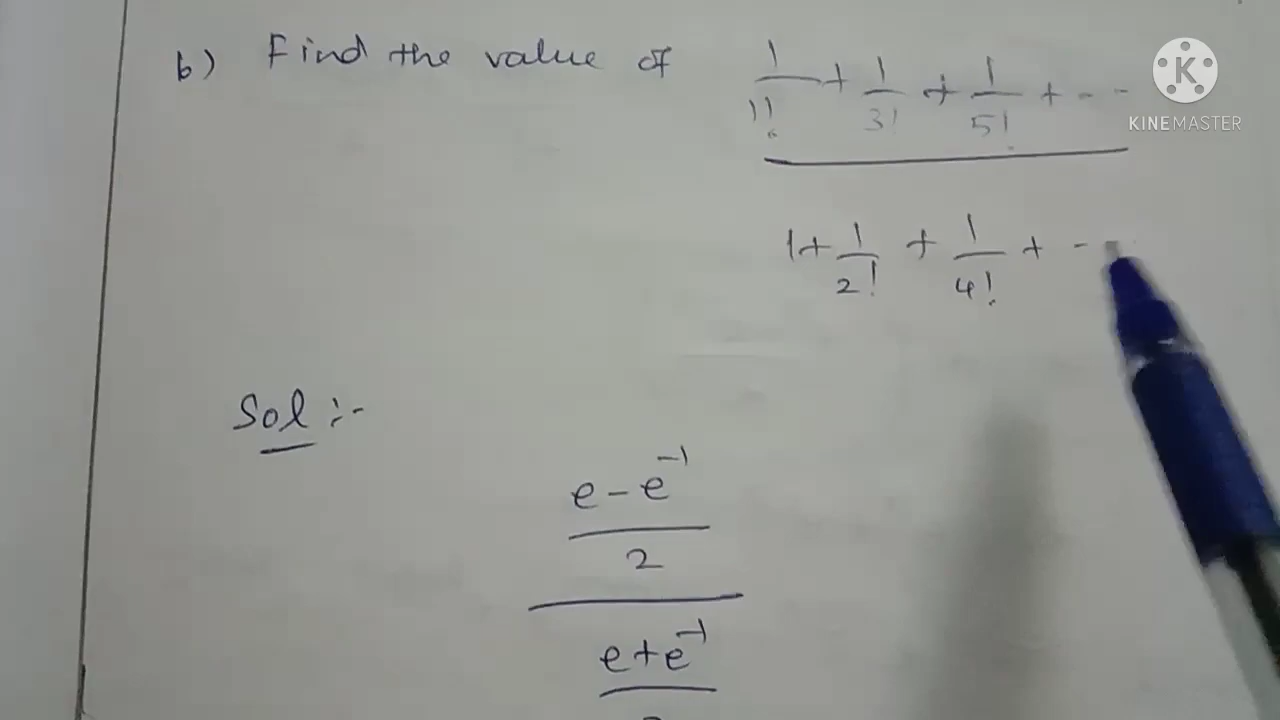 b) Find the value of 1/1! + 1/3! + 1/5! + - -
1 + 1/2! + 1/4! + -
Sol :-
e - e^-1
2
e + e^-1
K
KINEMASTER